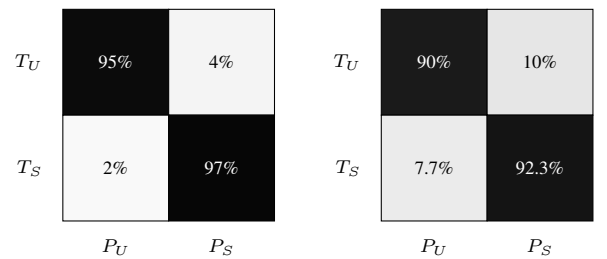 T_U 95% 4% T_U 90% 10%
T_S 2% 97% T_S 7.7% 92.3%
P_U P_S P_U P_S